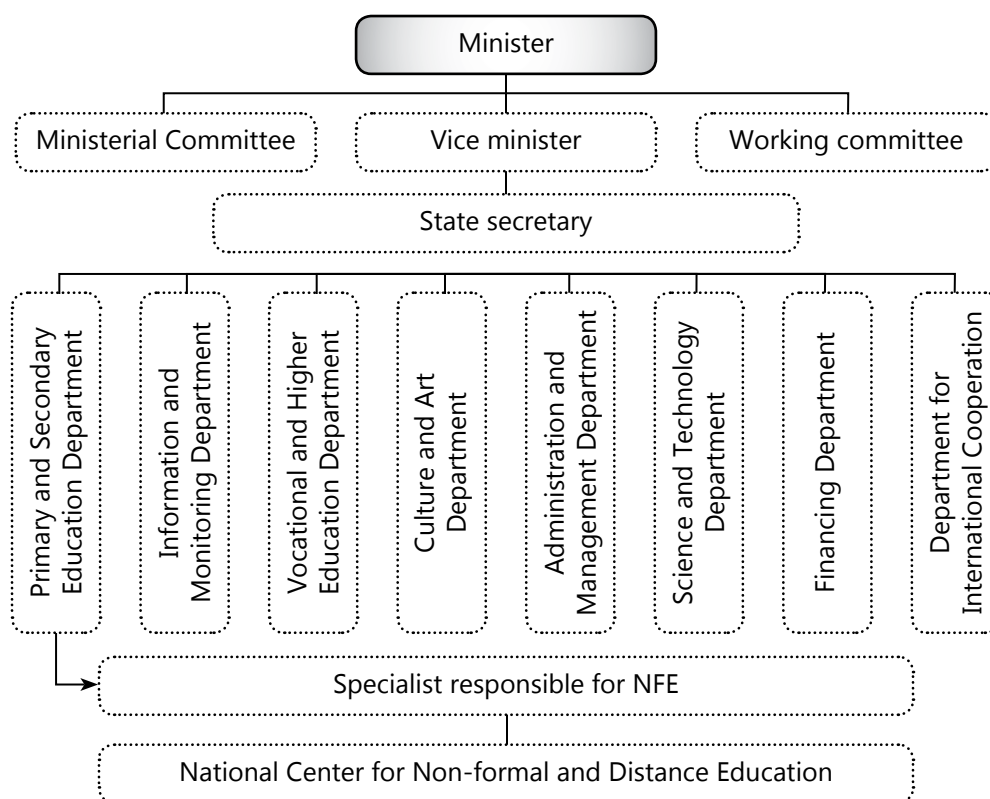 Minister
Ministerial Committee
Vice minister
Working committee
State secretary
Primary and Secondary
Education Department
Information and
Monitoring Department
Vocational and Higher
Education Department
Culture and Art
Department
Administration and
Management Department
Science and Technology
Department
Financing Department
Department for
International Cooperation
Specialist responsible for NFE
National Center for Non-formal and Distance Education